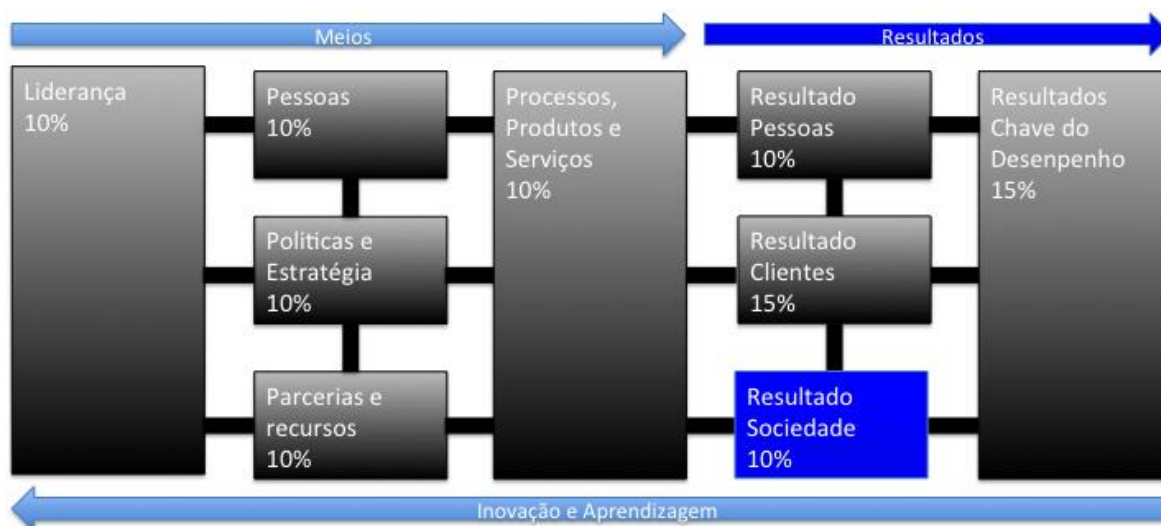 Meios
Resultados
Liderança
10%
Pessoas
10%
Processos,
Produtos e
Serviços
10%
Resultado
Pessoas
10%
Resultados
Chave do
Desenpenho
15%
Politicas e
Estratégia
10%
Resultado
Clientes
15%
Parcerias e
recursos
10%
Resultado
Sociedade
10%
Inovação e Aprendizagem